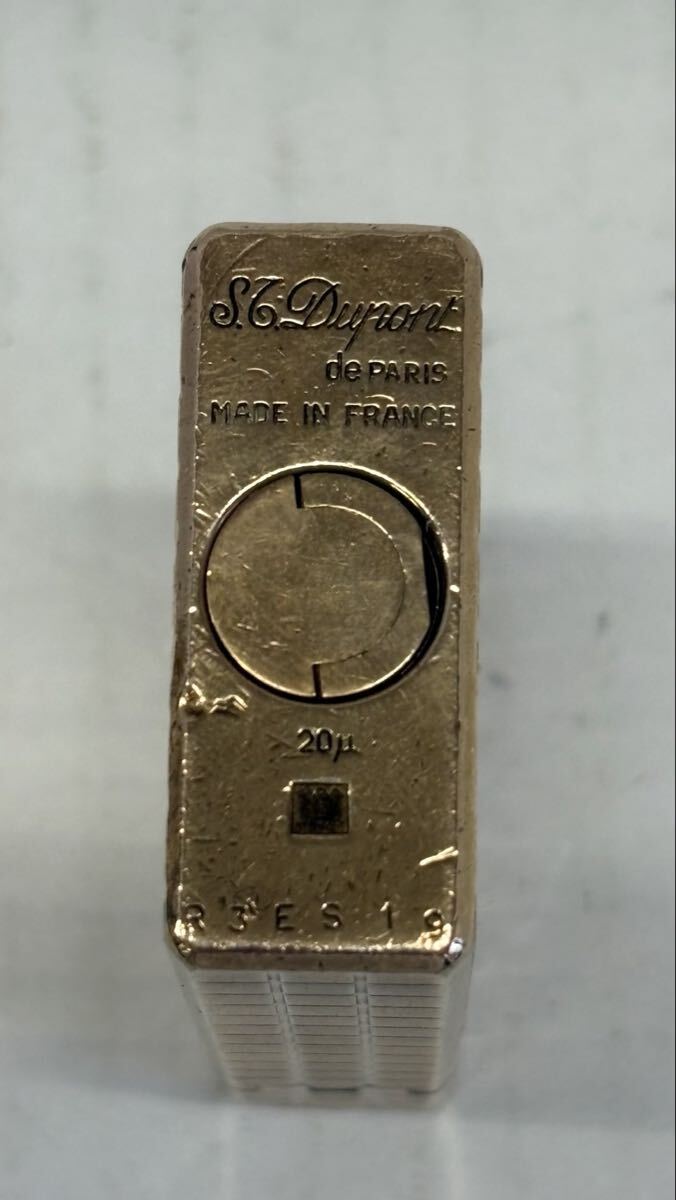 S.T. Dupont
de PARIS
MADE IN FRANCE
20µ
R3ES19